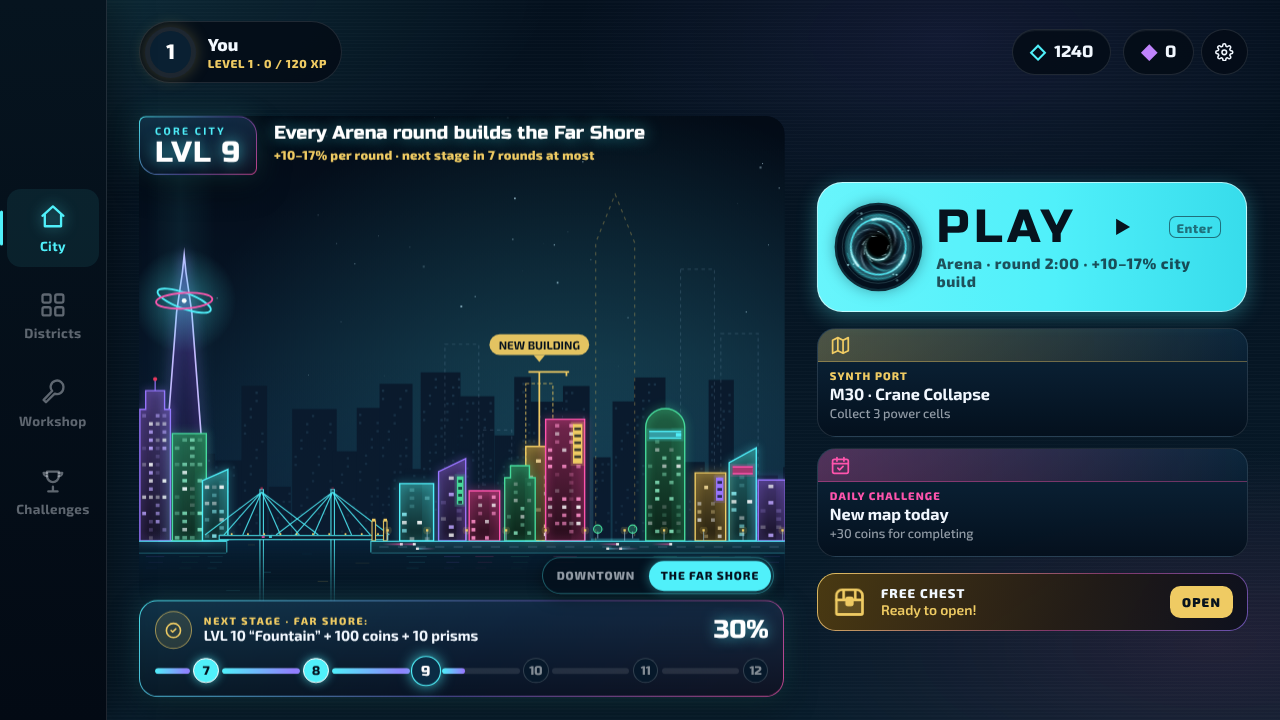 1
You
LEVEL 1 · 0 / 120 XP
1240
0
CORE CITY
LVL 9
Every Arena round builds the Far Shore
+10–17% per round · next stage in 7 rounds at most
City
Districts
Workshop
Challenges
NEW BUILDING
DOWNTOWN
THE FAR SHORE
NEXT STAGE · FAR SHORE:
LVL 10 “Fountain” + 100 coins + 10 prisms
30%
7
8
9
10
11
12
PLAY
Enter
Arena · round 2:00 · +10–17% city
build
SYNTH PORT
M30 · Crane Collapse
Collect 3 power cells
DAILY CHALLENGE
New map today
+30 coins for completing
FREE CHEST
Ready to open!
OPEN